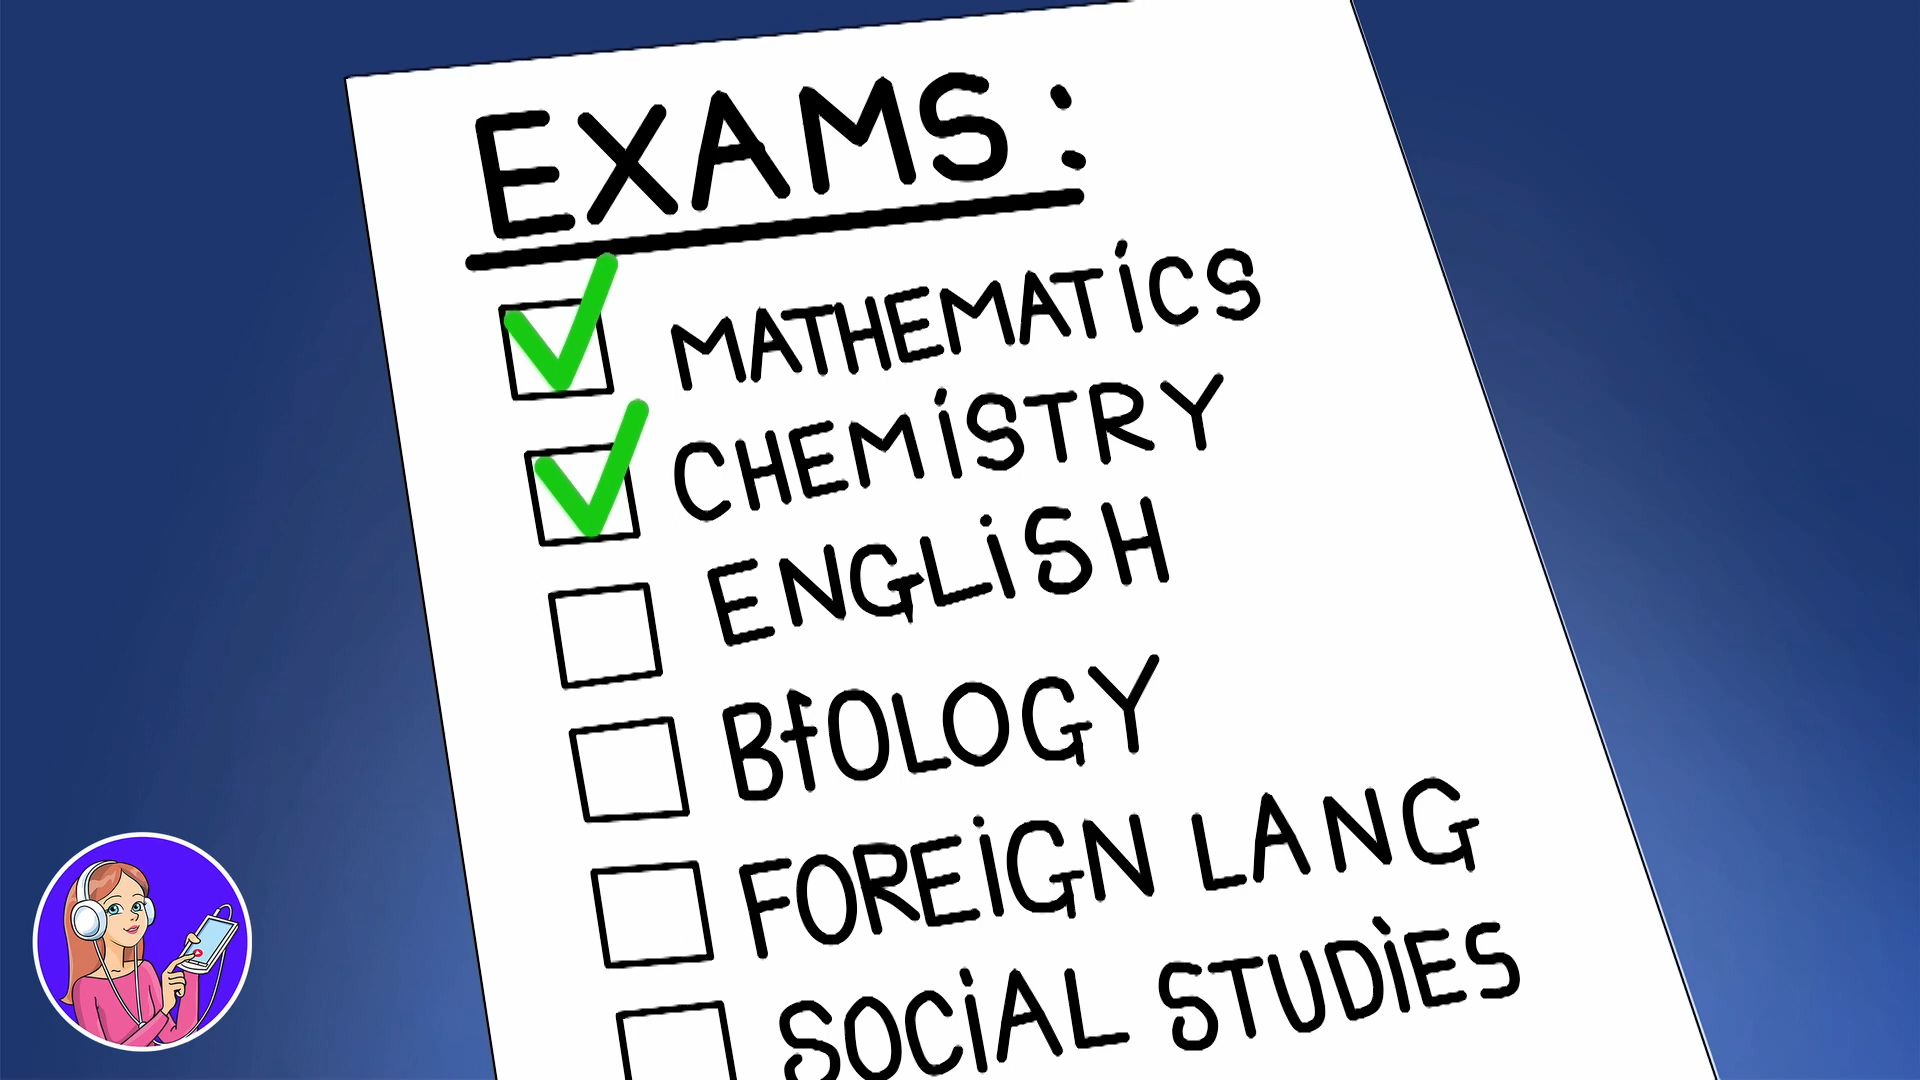 EXAMS:
MATHEMATiCS
CHEMiSTRY
ENGLiSH
BiOLOGY
FOREiGN LANG
SOCiAL STUDiES